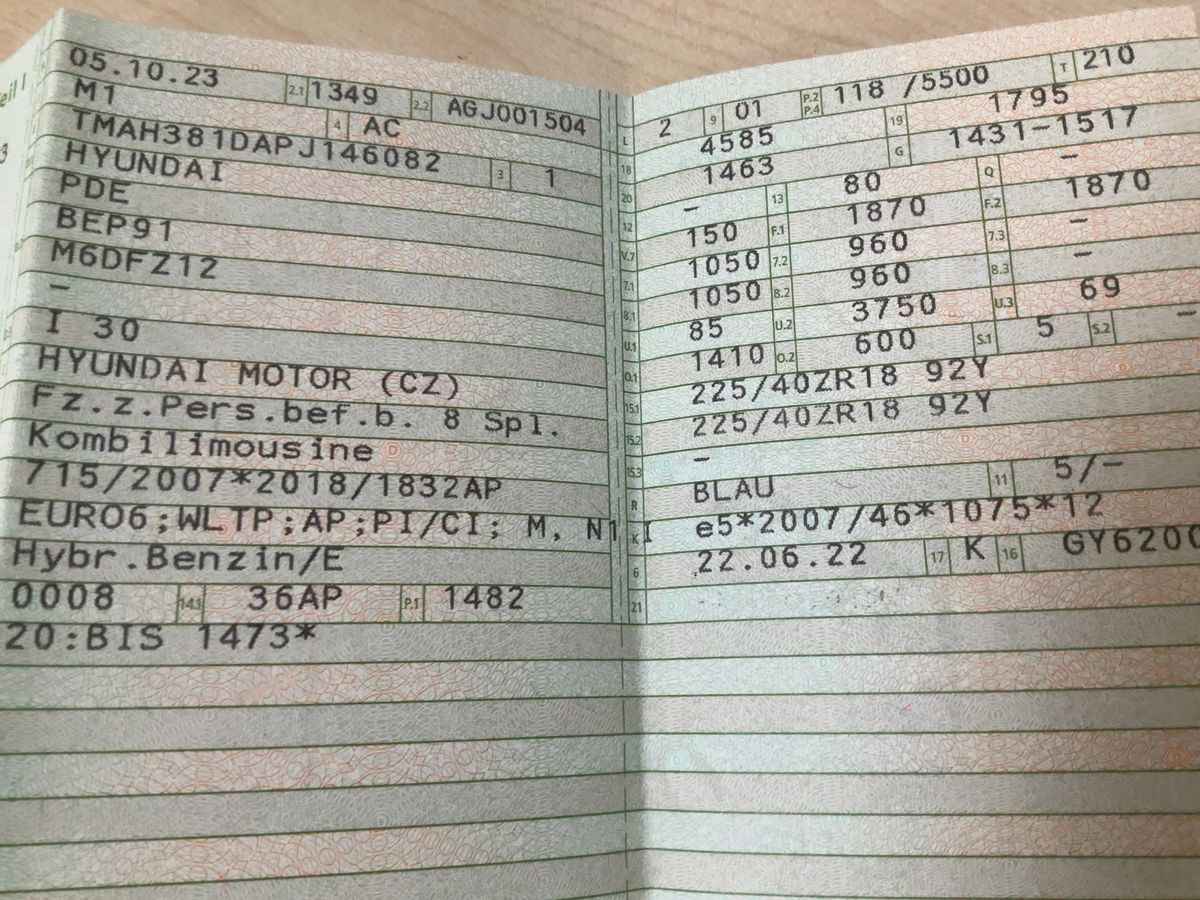 eil I
05.10.23 2.1 1349 2.2 AGJ001504
M1 4 AC
TMAH381DAPJ146082 3 1
HYUNDAI
PDE
BEP91
M6DFZ12
–
I 30
HYUNDAI MOTOR (CZ)
Fz.z.Pers.bef.b. 8 Spl.
Kombilimousine
715/2007*2018/1832AP
EURO6;WLTP;AP;PI/CI; M, N1 I
Hybr.Benzin/E
0008 14.1 36AP P.1 1482
20:BIS 1473*
L 2 9 01 P.2 P.4 118 /5500 T 210
18 4585 19 1795
20 1463 G 1431-1517
12 – 13 80 Q –
V.7 150 F.1 1870 F.2 1870
7.1 1050 7.2 960 7.3 –
8.1 1050 8.2 960 8.3 –
U.1 85 U.2 3750 U.3 69
O.1 1410 O.2 600 S.1 5 S.2 –
15.1 225/40ZR18 92Y
15.2 225/40ZR18 92Y
15.3 –
R BLAU 11 5/–
K e5*2007/46*1075*12
6 22.06.22 17 K 16 GY6200
21
3